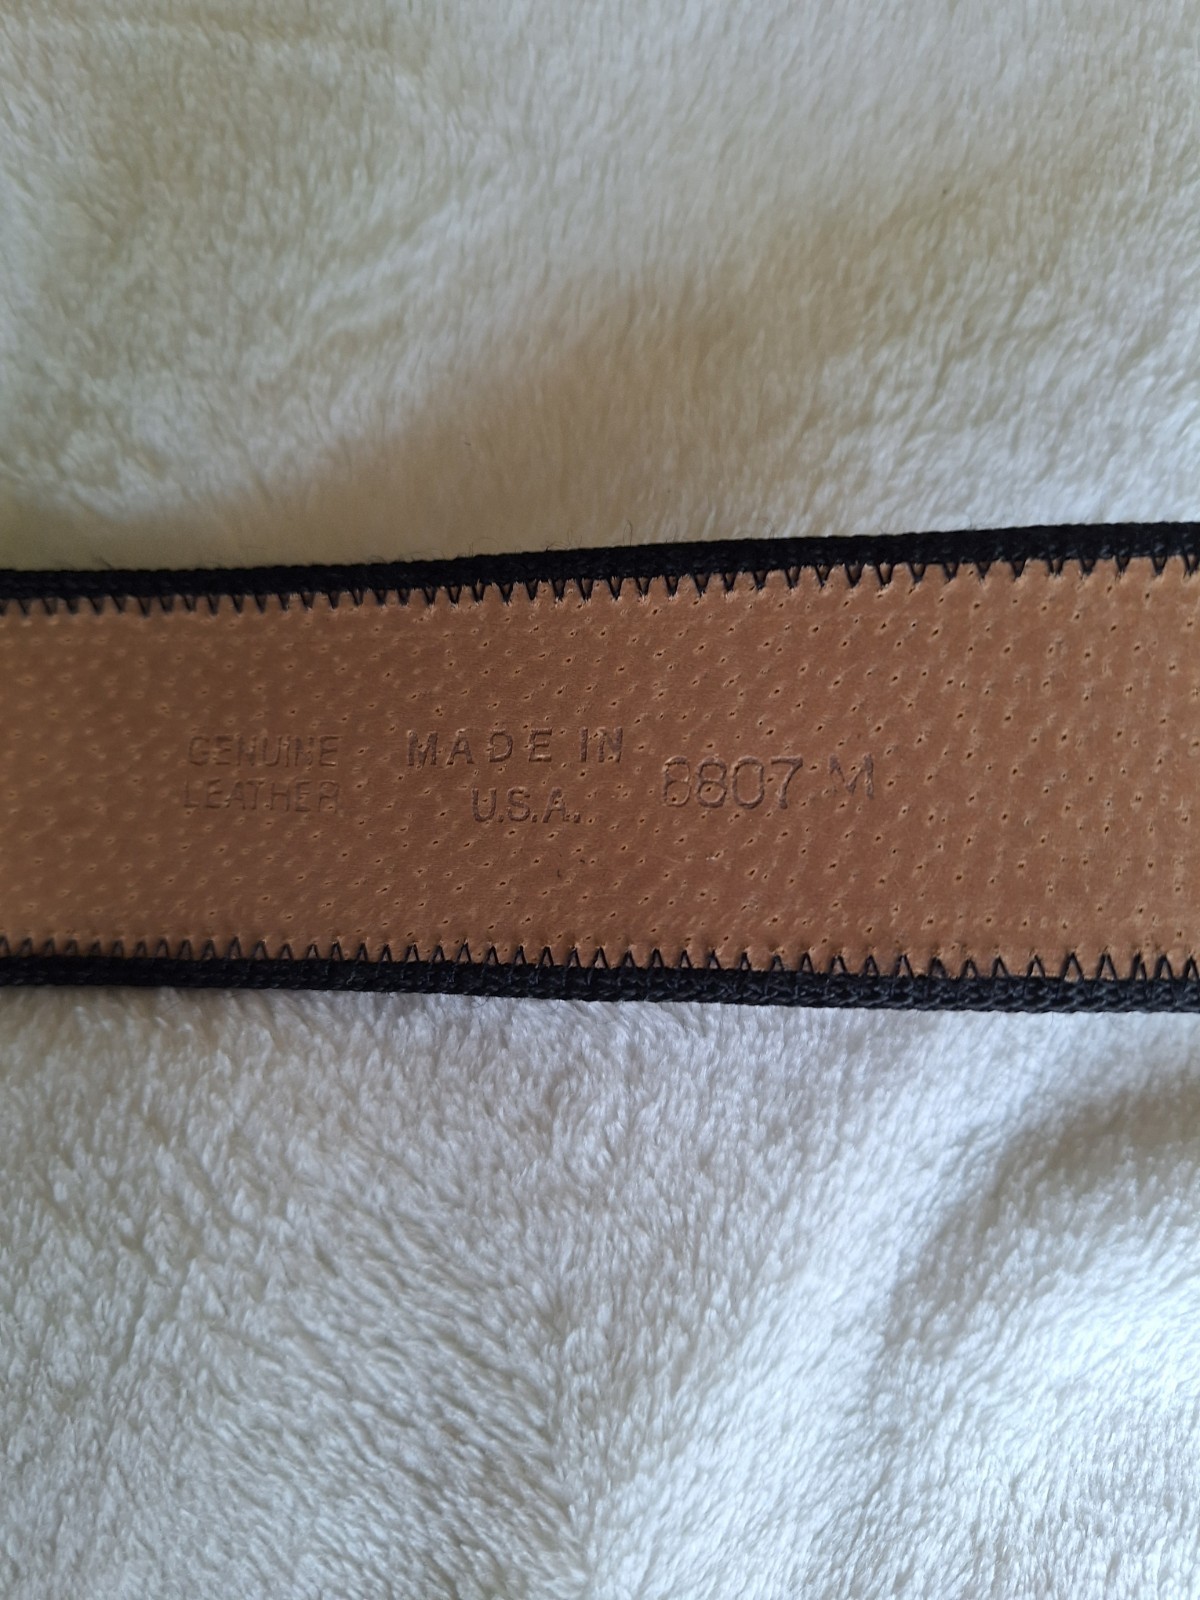 GENUINE
LEATHER
MADE IN
U.S.A.
8807 M